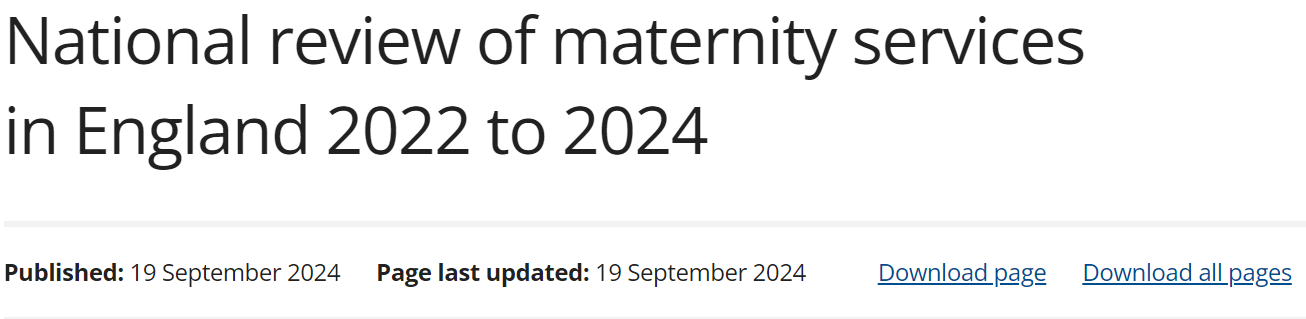 National review of maternity services
in England 2022 to 2024
Published: 19 September 2024 Page last updated: 19 September 2024 Download page Download all pages